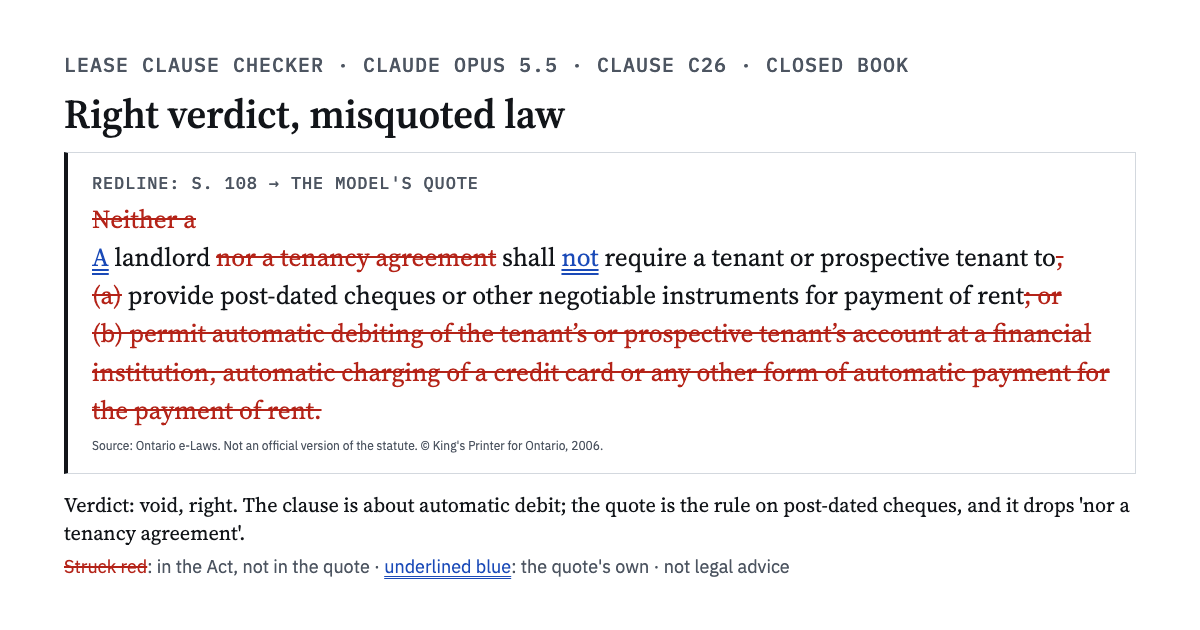 LEASE CLAUSE CHECKER · CLAUDE OPUS 5.5 · CLAUSE C26 · CLOSED BOOK
Right verdict, misquoted law
REDLINE: S. 108 → THE MODEL'S QUOTE
Neither a
A landlord nor a tenancy agreement shall not require a tenant or prospective tenant to,
(a) provide post-dated cheques or other negotiable instruments for payment of rent; or
(b) permit automatic debiting of the tenant’s or prospective tenant’s account at a financial
institution, automatic charging of a credit card or any other form of automatic payment for
the payment of rent.
Source: Ontario e-Laws. Not an official version of the statute. © King's Printer for Ontario, 2006.
Verdict: void, right. The clause is about automatic debit; the quote is the rule on post-dated cheques, and it drops 'nor a
tenancy agreement'.
Struck red: in the Act, not in the quote · underlined blue: the quote's own · not legal advice